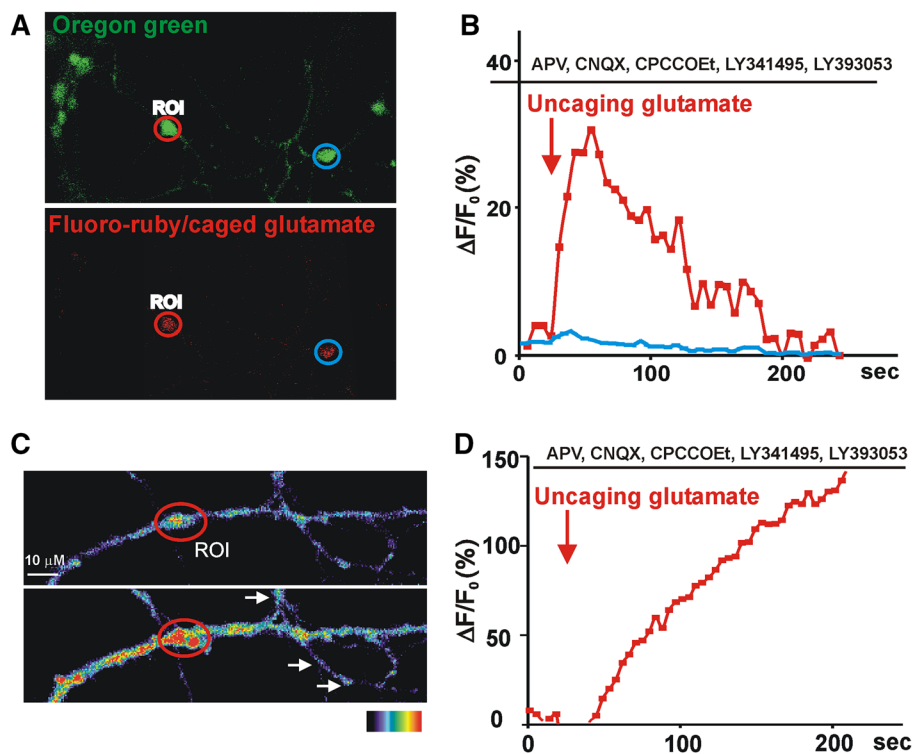 A
Oregon green
ROI
Fluoro-ruby/caged glutamate
ROI
B
APV, CNQX, CPCCOEt, LY341495, LY393053
Uncaging glutamate
ΔF/F0 (%)
40
20
0
0
100
200
sec
C
ROI
10 μM
D
APV, CNQX, CPCCOEt, LY341495, LY393053
Uncaging glutamate
ΔF/F0 (%)
150
100
50
0
0
100
200
sec